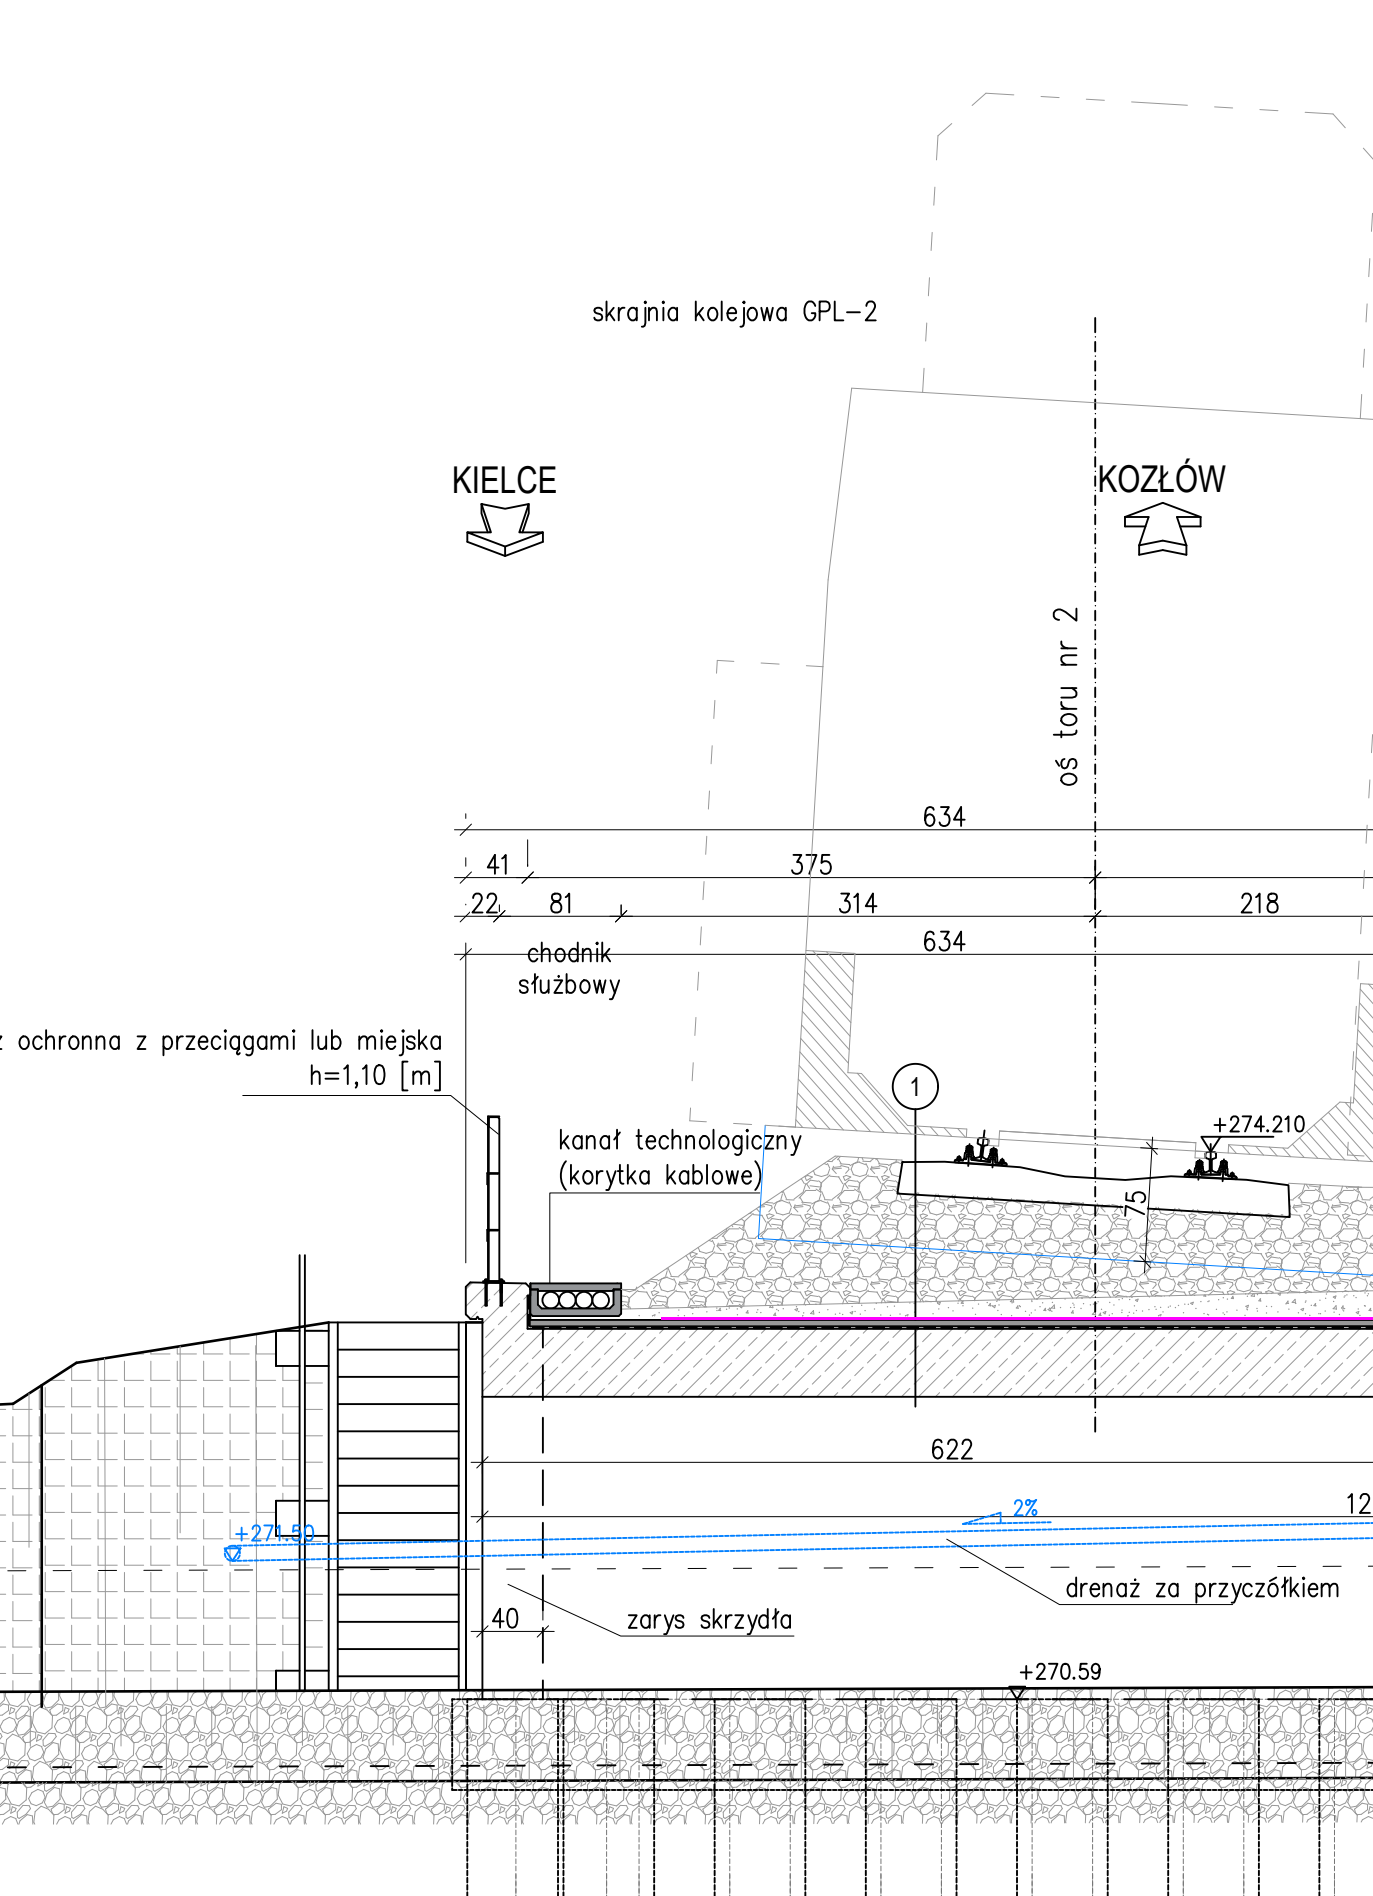 skrajnia kolejowa GPL-2
KIELCE
KOZŁÓW
oś toru nr 2
634
41
375
22
81
314
218
634
chodnik
służbowy
z ochronna z przeciągami lub miejska
h=1,10 [m]
1
+274.210
kanał technologiczny
(korytka kablowe)
75
622
12
2%
+271.50
drenaż za przyczółkiem
40
zarys skrzydła
+270.59